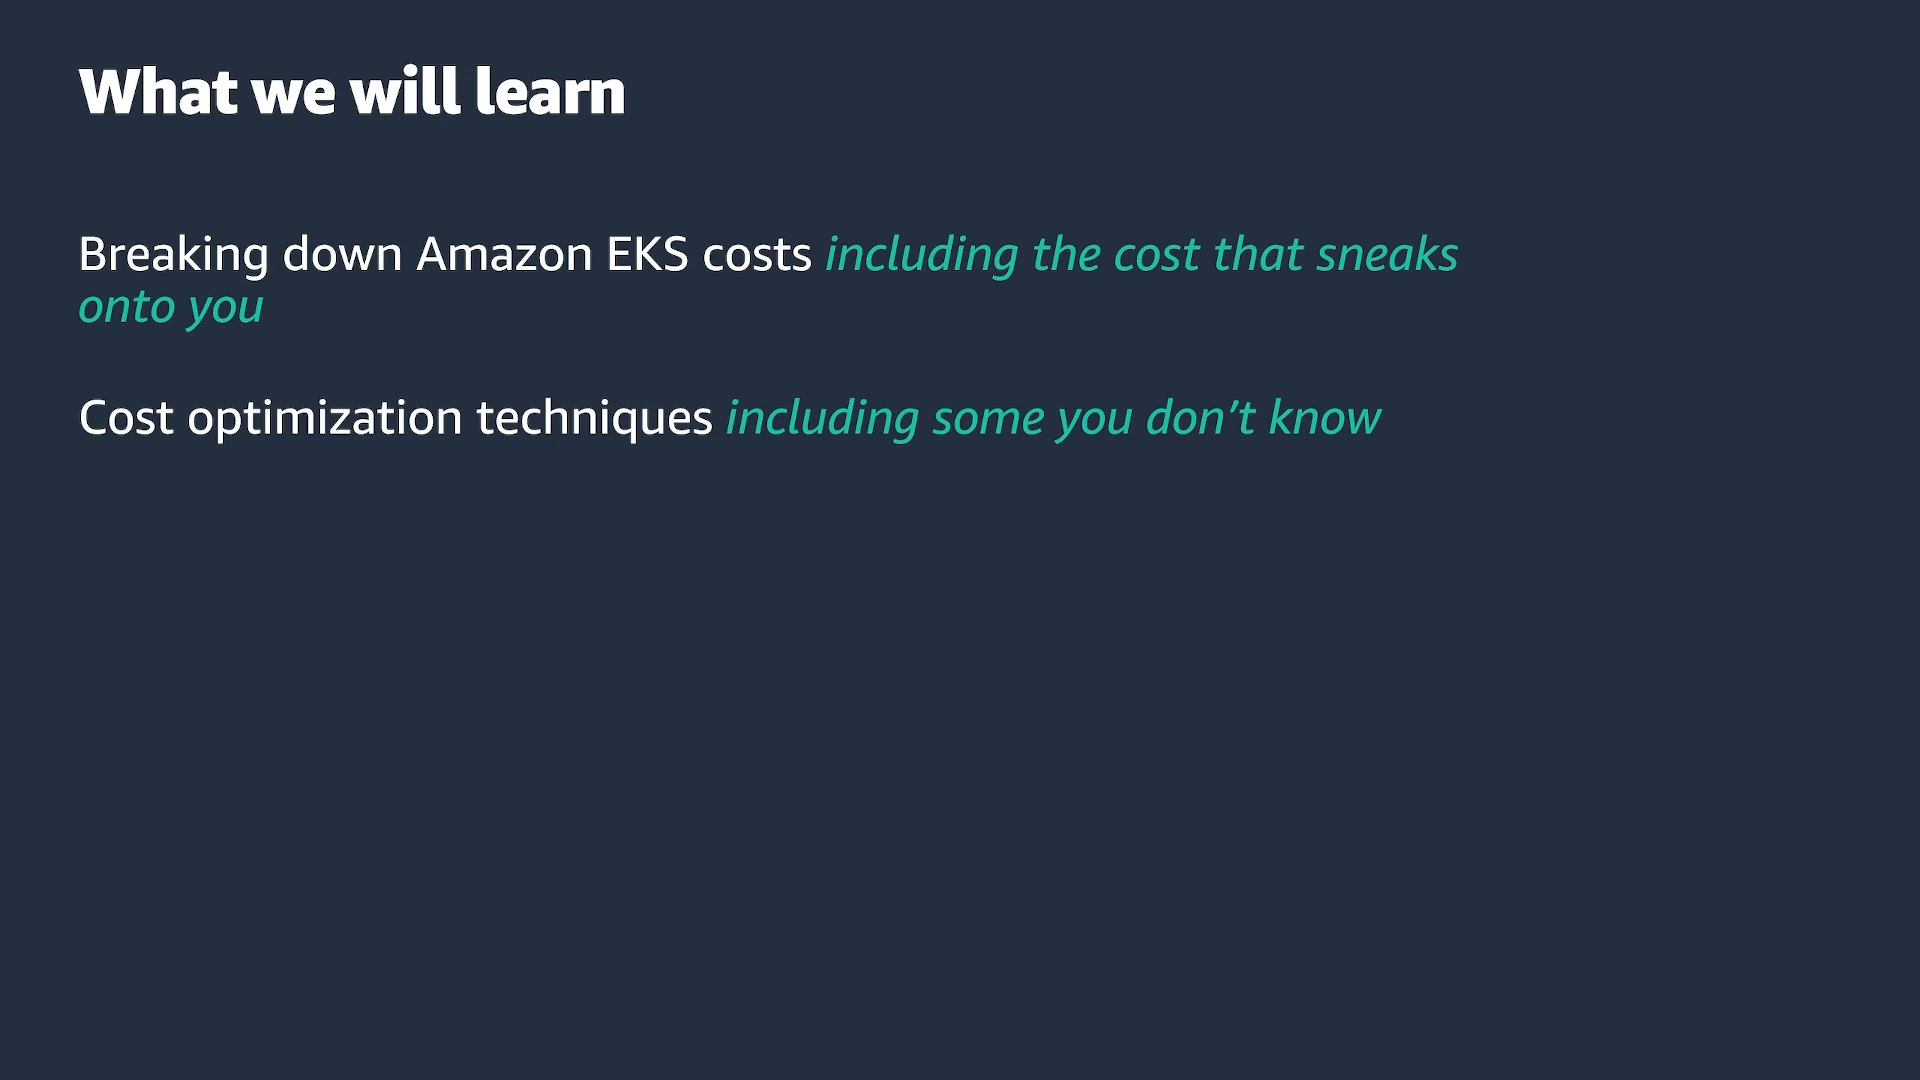 What we will learn
Breaking down Amazon EKS costs including the cost that sneaks
onto you
Cost optimization techniques including some you don’t know